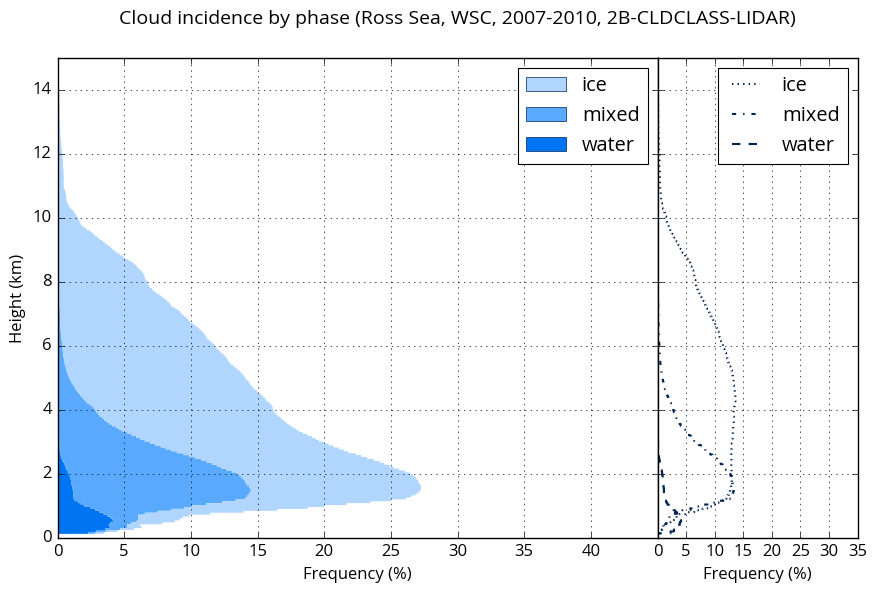 Cloud incidence by phase (Ross Sea, WSC, 2007-2010, 2B-CLDCLASS-LIDAR)
ice
mixed
water
ice
mixed
water
14
12
10
8
6
4
2
0
Height (km)
0 5 10 15 20 25 30 35 40
0 5 10 15 20 25 30 35
Frequency (%)
Frequency (%)